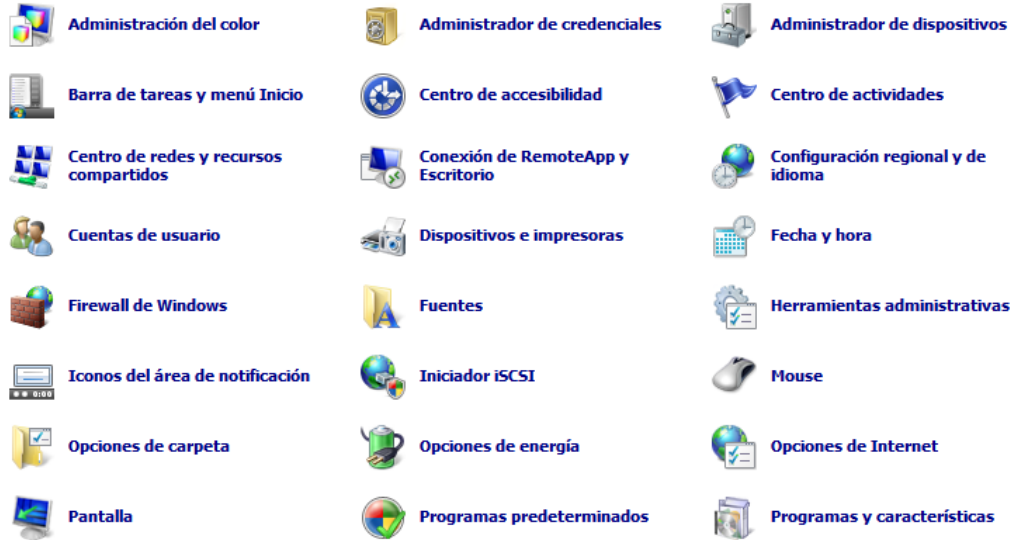 Administración del color
Administrador de credenciales
Administrador de dispositivos
Barra de tareas y menú Inicio
Centro de accesibilidad
Centro de actividades
Centro de redes y recursos
compartidos
Conexión de RemoteApp y
Escritorio
Configuración regional y de
idioma
Cuentas de usuario
Dispositivos e impresoras
Fecha y hora
Firewall de Windows
Fuentes
Herramientas administrativas
Iconos del área de notificación
Iniciador iSCSI
Mouse
Opciones de carpeta
Opciones de energía
Opciones de Internet
Pantalla
Programas predeterminados
Programas y características